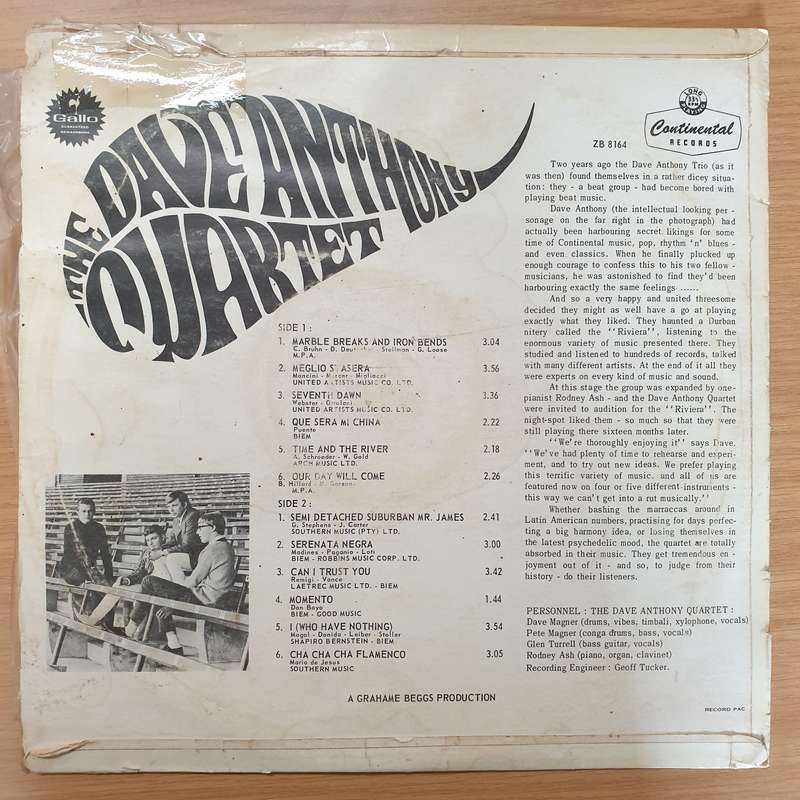 Gallo
GUARANTEED
THE DAVE ANTHONY
QUARTET
LONG
33⅓
RPM
PLAYING
Continental
RECORDS
ZB 8164
Two years ago the Dave Anthony Trio (as it
was then) found themselves in a rather dicey situa-
tion: they - a beat group - had become bored with
playing beat music.
Dave Anthony (the intellectual looking per-
sonage on the far right in the photograph) had
actually been harbouring secret likings for some
time of Continental music, pop, rhythm 'n' blues -
and even classics. When he finally plucked up
enough courage to confess this to his two fellow -
musicians, he was astonished to find they'd been
harbouring exactly the same feelings ......
And so a very happy and united threesome
decided they might as well have a go at playing
exactly what they liked. They haunted a Durban
nitery called the ''Riviera'', listening to the
enormous variety of music presented there. They
studied and listened to hundreds of records, talked
with many different artists. At the end of it all they
were experts on every kind of music and sound.
At this stage the group was expanded by one-
pianist Rodney Ash - and the Dave Anthony Quartet
were invited to audition for the ''Riviera''. The
night-spot liked them - so much so that they were
still playing there sixteen months later.
''We're thoroughly enjoying it'' says Dave.
''We've had plenty of time to rehearse and experi-
ment, and to try out new ideas. We prefer playing
this terrific variety of music. and all of us are
featured now on four or five different instruments -
this way we can't get into a rut musically.''
Whether bashing the marraccas around in
Latin American numbers, practising for days perfec-
ting a big harmony idea, or losing themselves in
the latest psychedelic mood, the quartet are totally
absorbed in their music. They get tremendous en-
joyment out of it - and so, to judge from their
history - do their listeners.
PERSONNEL : THE DAVE ANTHONY QUARTET :
Dave Magner (drums, vibes, timbali, xylophone, vocals)
Pete Magner (conga drums, bass, vocals)
Glen Turrell (bass guitar, vocals)
Rodney Ash (piano, organ, clavinet)
Recording Engineer : Geoff Tucker.
SIDE 1 :
1. MARBLE BREAKS AND IRON BENDS 3.04
C. Bruhn - D. Stellman - G. Loose
M.P.A.
2. MEGLIO STASERA 3.56
Mancini - Mercer - Migliacci
UNITED ARTISTS MUSIC CO. LTD.
3. SEVENTH DAWN 3.36
Webster -
UNITED ARTISTS MUSIC CO. LTD.
4. QUE SERA MI CHINA 2.22
Puente
BIEM
5. TIME AND THE RIVER 2.18
A. Schroeder - W. Gold
ARCH MUSIC LTD.
6. OUR DAY WILL COME 2.26
B. Hilliard - M. Garson
M.P.A.
SIDE 2 :
1. SEMI DETACHED SUBURBAN MR. JAMES 2.41
G. Stephens - J. Carter
SOUTHERN MUSIC (PTY) LTD.
2. SERENATA NEGRA 3.00
Modines - Paganio - Loti
BIEM - ROBBINS MUSIC CORP. LTD.
3. CAN I TRUST YOU 3.42
Remigi - Vance
LAETREC MUSIC LTD. - BIEM
4. MOMENTO 1.44
Don Baya
BIEM - GOOD MUSIC
5. I (WHO HAVE NOTHING) 3.54
Mogol - Donida - Leiber - Stoller
SHAPIRO BERNSTEIN - BIEM
6. CHA CHA CHA FLAMENCO 3.05
Mario de Jesus
SOUTHERN MUSIC
A GRAHAME BEGGS PRODUCTION
RECORD PAC